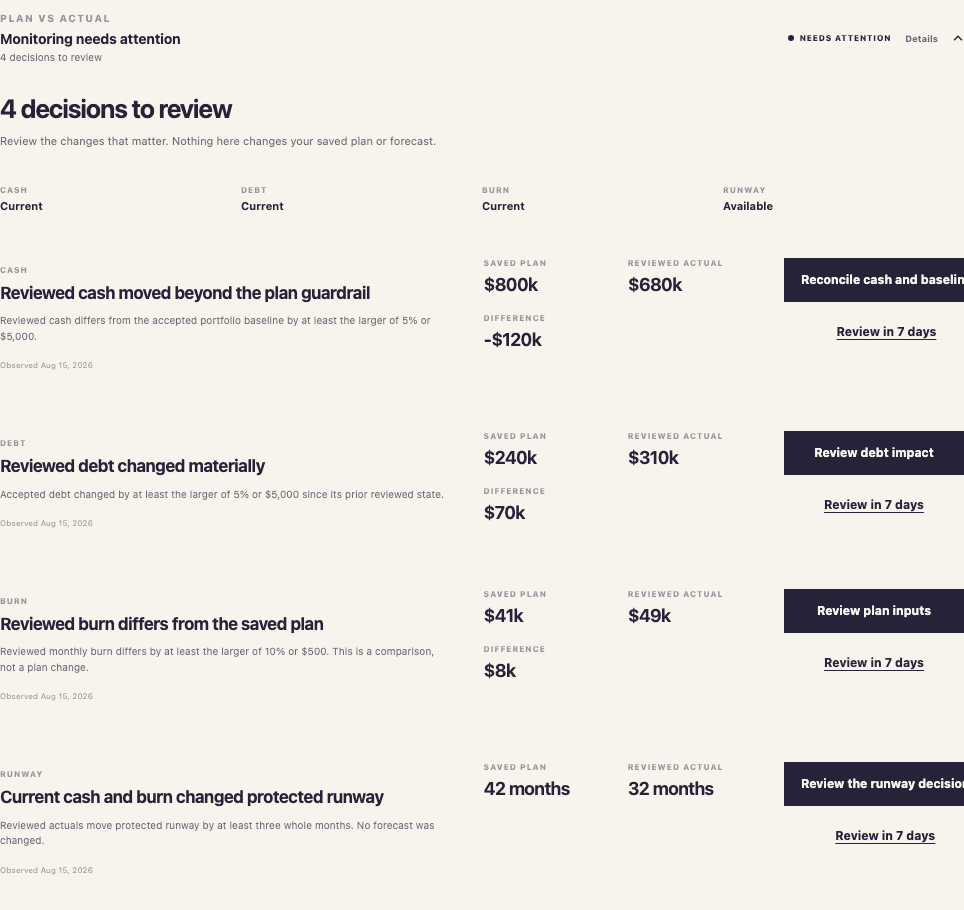 PLAN VS ACTUAL
Monitoring needs attention
4 decisions to review
NEEDS ATTENTION
Details
4 decisions to review
Review the changes that matter. Nothing here changes your saved plan or forecast.
CASH
Current
DEBT
Current
BURN
Current
RUNWAY
Available
CASH
Reviewed cash moved beyond the plan guardrail
Reviewed cash differs from the accepted portfolio baseline by at least the larger of 5% or
$5,000.
Observed Aug 15, 2026
SAVED PLAN
$800k
REVIEWED ACTUAL
$680k
DIFFERENCE
-$120k
Reconcile cash and baselin
Review in 7 days
DEBT
Reviewed debt changed materially
Accepted debt changed by at least the larger of 5% or $5,000 since its prior reviewed state.
Observed Aug 15, 2026
SAVED PLAN
$240k
REVIEWED ACTUAL
$310k
DIFFERENCE
$70k
Review debt impact
Review in 7 days
BURN
Reviewed burn differs from the saved plan
Reviewed monthly burn differs by at least the larger of 10% or $500. This is a comparison,
not a plan change.
Observed Aug 15, 2026
SAVED PLAN
$41k
REVIEWED ACTUAL
$49k
DIFFERENCE
$8k
Review plan inputs
Review in 7 days
RUNWAY
Current cash and burn changed protected runway
Reviewed actuals move protected runway by at least three whole months. No forecast was
changed.
Observed Aug 15, 2026
SAVED PLAN
42 months
REVIEWED ACTUAL
32 months
Review the runway decision
Review in 7 days